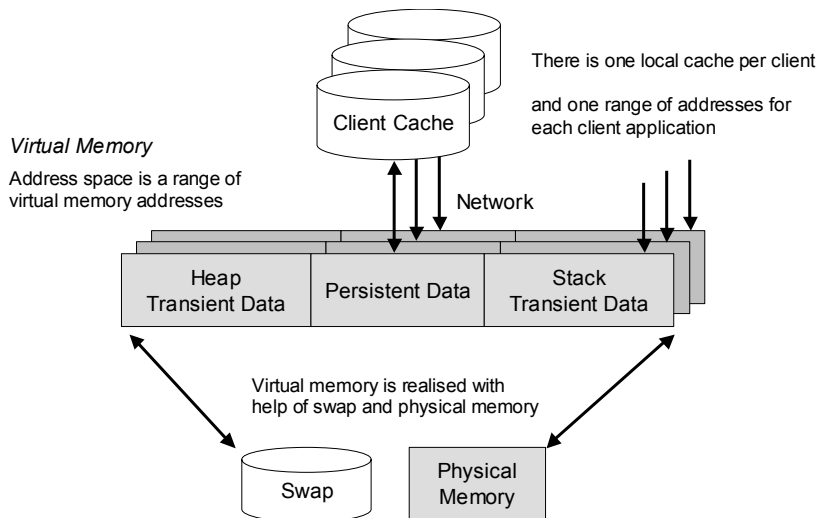 There is one local cache per client
and one range of addresses for
each client application
Client Cache
Virtual Memory
Address space is a range of
virtual memory addresses
Network
Heap
Transient Data
Persistent Data
Stack
Transient Data
Virtual memory is realised with
help of swap and physical memory
Swap
Physical
Memory